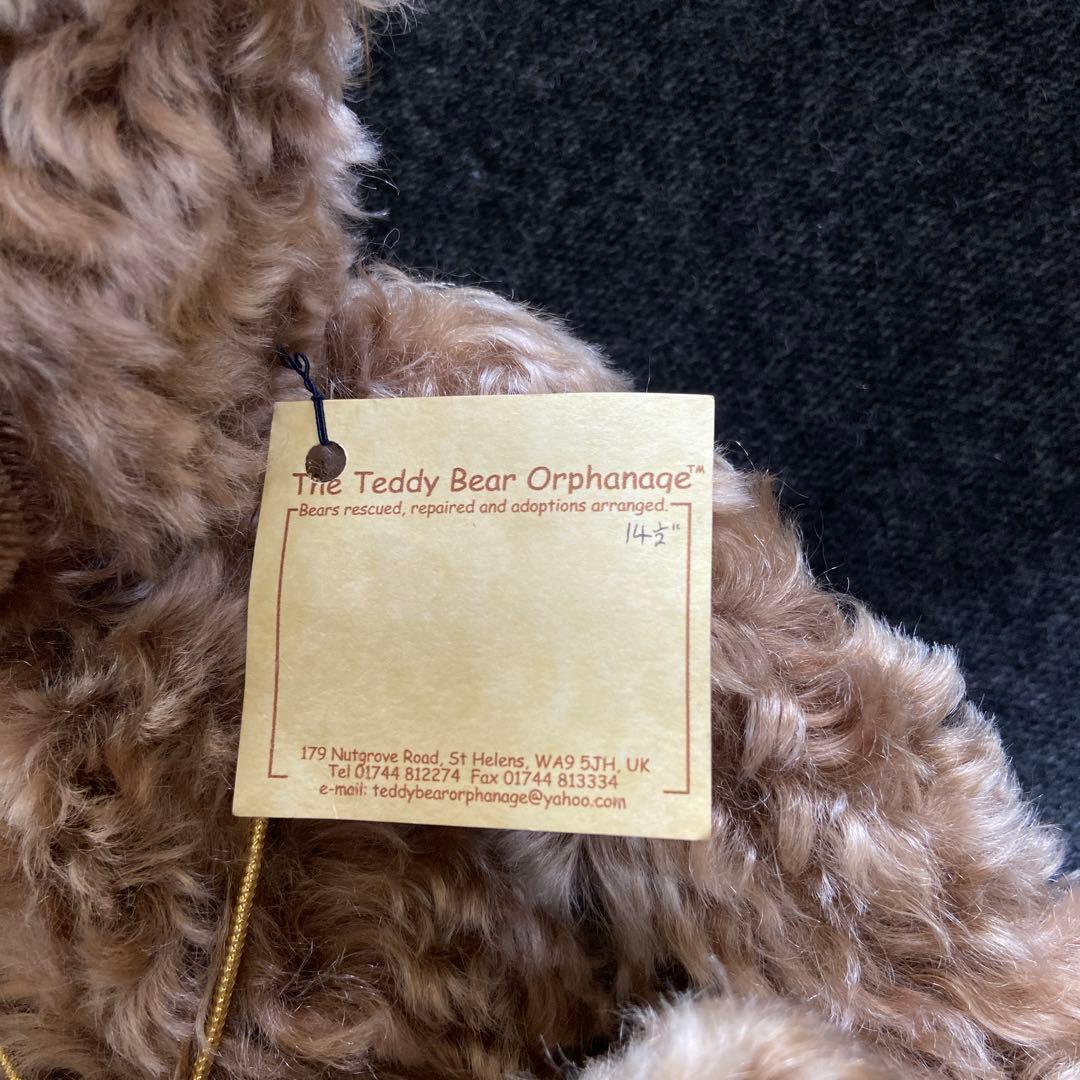 The Teddy Bear Orphanage™
Bears rescued, repaired and adoptions arranged.
14½"
179 Nutgrove Road, St Helens, WA9 5JH, UK
Tel 01744 812274 Fax 01744 813334
e-mail: teddybearorphanage@yahoo.com